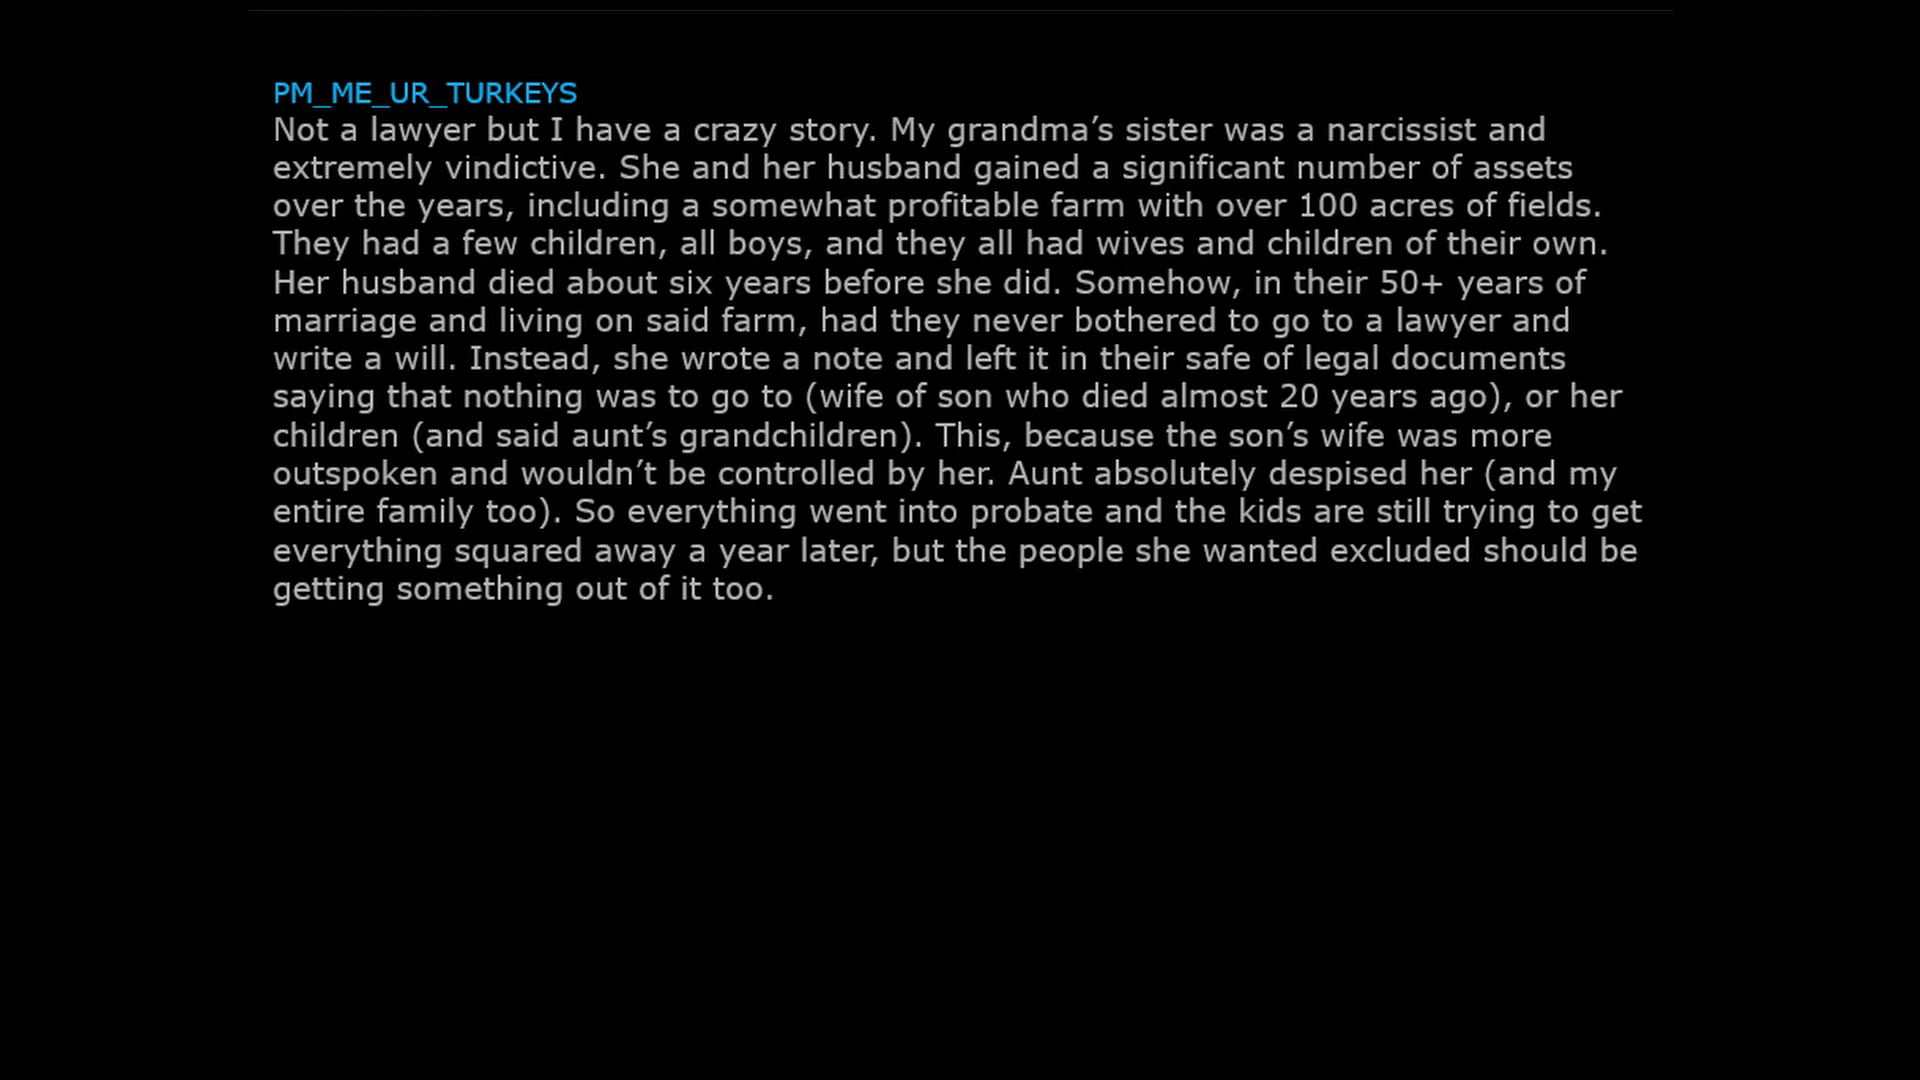 PM_ME_UR_TURKEYS
Not a lawyer but I have a crazy story. My grandma’s sister was a narcissist and
extremely vindictive. She and her husband gained a significant number of assets
over the years, including a somewhat profitable farm with over 100 acres of fields.
They had a few children, all boys, and they all had wives and children of their own.
Her husband died about six years before she did. Somehow, in their 50+ years of
marriage and living on said farm, had they never bothered to go to a lawyer and
write a will. Instead, she wrote a note and left it in their safe of legal documents
saying that nothing was to go to (wife of son who died almost 20 years ago), or her
children (and said aunt’s grandchildren). This, because the son’s wife was more
outspoken and wouldn’t be controlled by her. Aunt absolutely despised her (and my
entire family too). So everything went into probate and the kids are still trying to get
everything squared away a year later, but the people she wanted excluded should be
getting something out of it too.